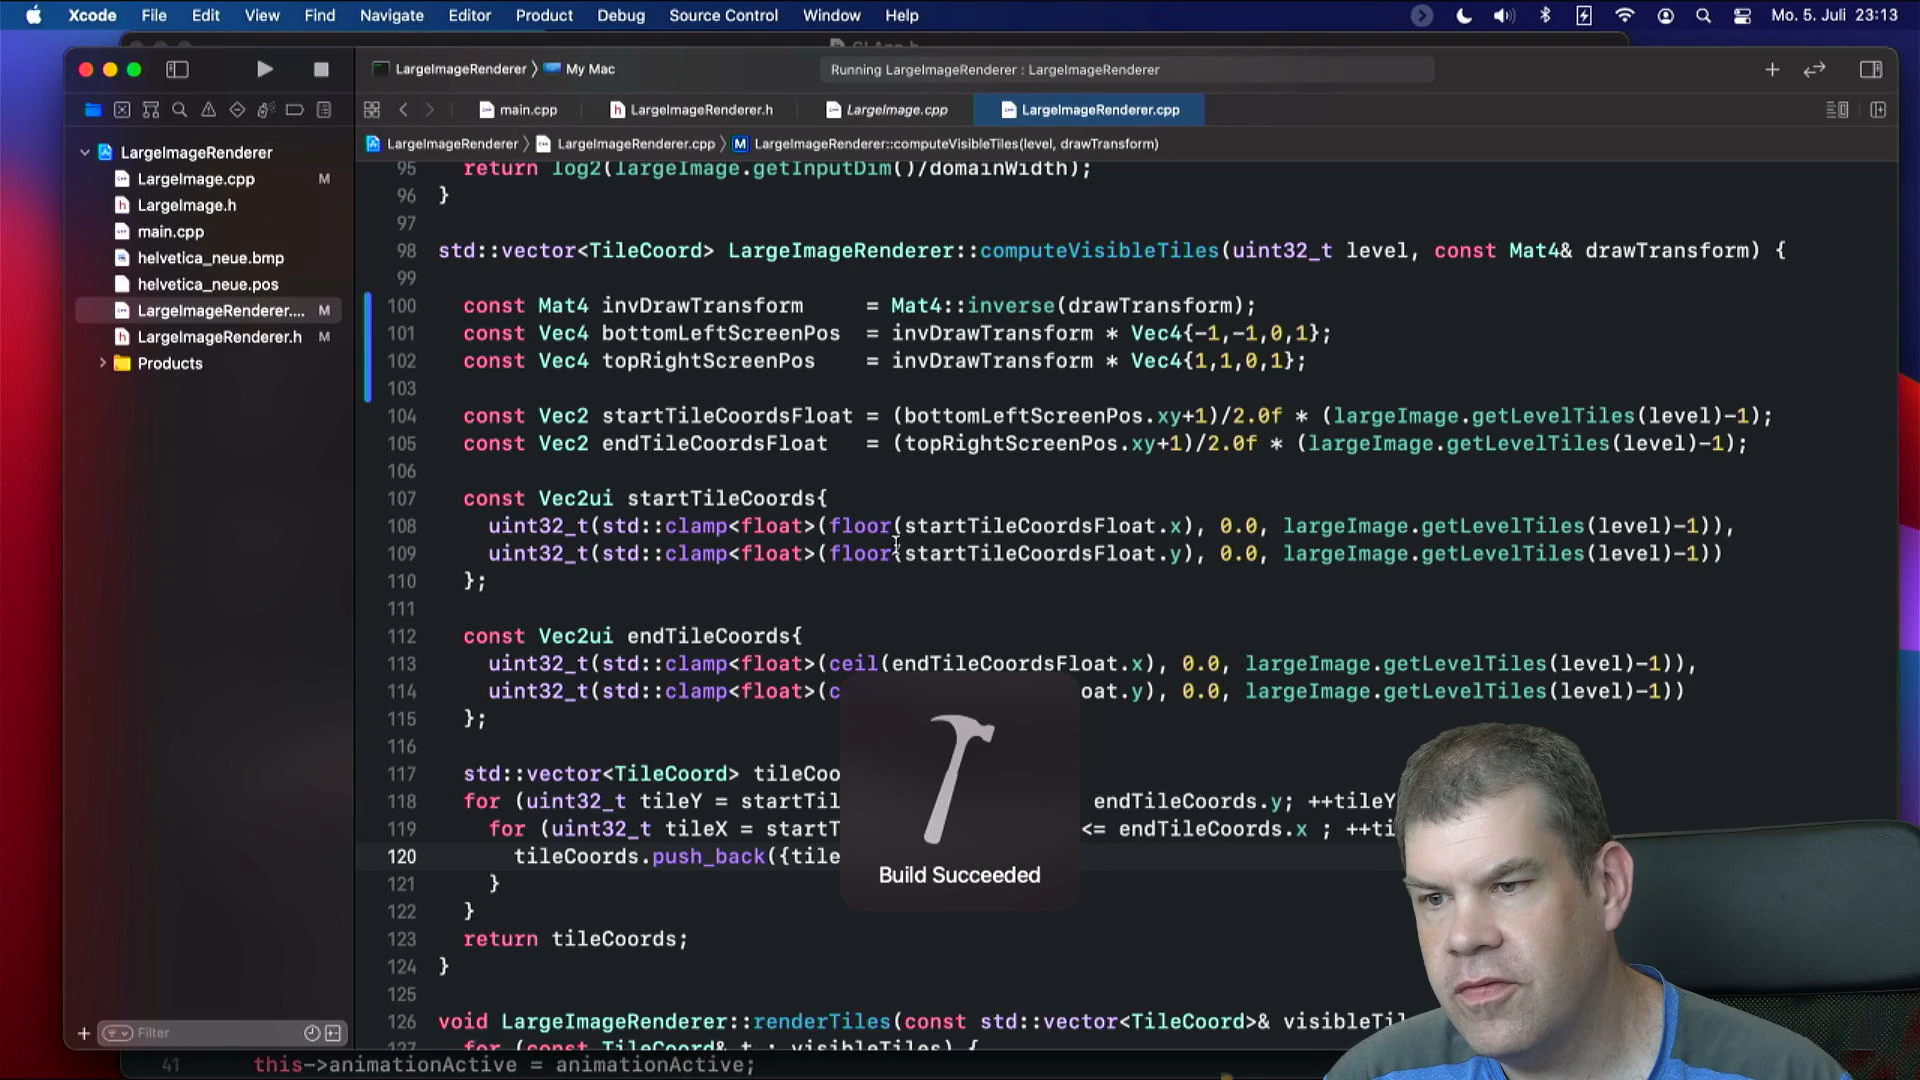 Xcode File Edit View Find Navigate Editor Product Debug Source Control Window Help Mo. 5. Juli 23:13
LargeImageRenderer My Mac Running LargeImageRenderer : LargeImageRenderer
main.cpp LargeImageRenderer.h LargeImage.cpp LargeImageRenderer.cpp
LargeImageRenderer LargeImageRenderer.cpp M LargeImageRenderer::computeVisibleTiles(level, drawTransform)
LargeImageRenderer
LargeImage.cpp M
LargeImage.h
main.cpp
helvetica_neue.bmp
helvetica_neue.pos
LargeImageRenderer.... M
LargeImageRenderer.h M
Products
Filter
95 return log2(largeImage.getInputDim()/domainWidth);
96 }
97
98 std::vector<TileCoord> LargeImageRenderer::computeVisibleTiles(uint32_t level, const Mat4& drawTransform) {
99
100 const Mat4 invDrawTransform = Mat4::inverse(drawTransform);
101 const Vec4 bottomLeftScreenPos = invDrawTransform * Vec4{-1,-1,0,1};
102 const Vec4 topRightScreenPos = invDrawTransform * Vec4{1,1,0,1};
103
104 const Vec2 startTileCoordsFloat = (bottomLeftScreenPos.xy+1)/2.0f * (largeImage.getLevelTiles(level)-1);
105 const Vec2 endTileCoordsFloat = (topRightScreenPos.xy+1)/2.0f * (largeImage.getLevelTiles(level)-1);
106
107 const Vec2ui startTileCoords{
108 uint32_t(std::clamp<float>(floor(startTileCoordsFloat.x), 0.0, largeImage.getLevelTiles(level)-1)),
109 uint32_t(std::clamp<float>(floor(startTileCoordsFloat.y), 0.0, largeImage.getLevelTiles(level)-1))
110 };
111
112 const Vec2ui endTileCoords{
113 uint32_t(std::clamp<float>(ceil(endTileCoordsFloat.x), 0.0, largeImage.getLevelTiles(level)-1)),
114 uint32_t(std::clamp<float>(c oat.y), 0.0, largeImage.getLevelTiles(level)-1))
115 };
116
117 std::vector<TileCoord> tileCoo
118 for (uint32_t tileY = startTil endTileCoords.y; ++tileY
119 for (uint32_t tileX = startT <= endTileCoords.x ; ++ti
120 tileCoords.push_back({tile
121 }
122 }
123 return tileCoords;
124 }
125
126 void LargeImageRenderer::renderTiles(const std::vector<TileCoord>& visibleTil
127 for (const TileCoord& t : visibleTiles) {
Build Succeeded
41 this->animationActive = animationActive;